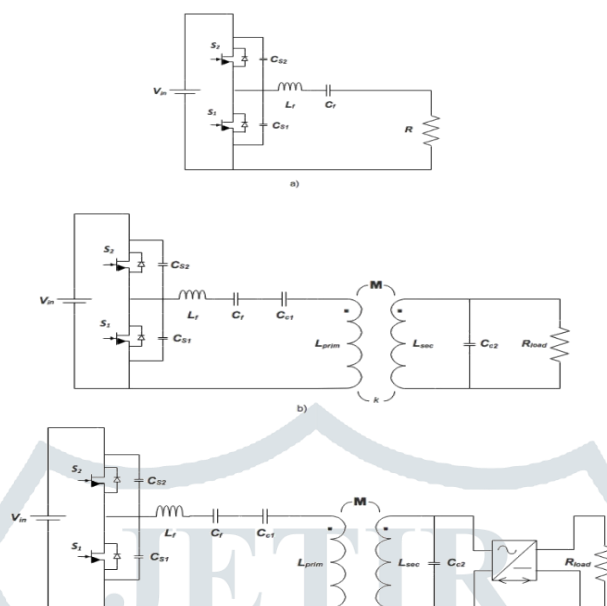 S2
CS2
Vin
Lf
Cf
S1
CS1
R
a)
S2
CS2
M
Vin
Lf
Cf
Cc1
S1
CS1
Lprim
Lsec
Cc2
Rload
k
b)
S2
CS2
M
Vin
Lf
Cf
Cc1
S1
CS1
Lprim
Lsec
Cc2
Rload
JETIR